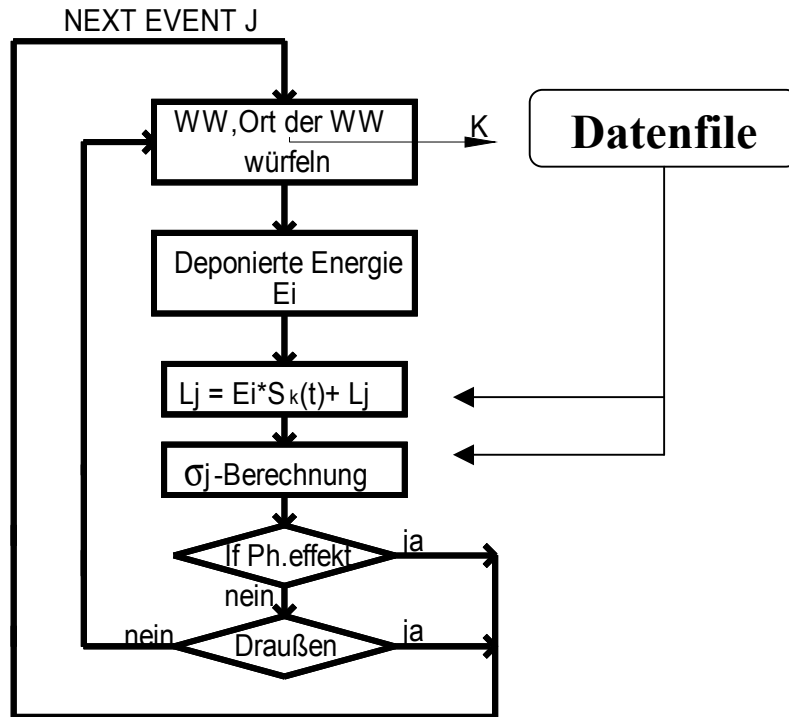 NEXT EVENT J
WW,Ort der WW
würfeln
K
Datenfile
Deponierte Energie
Ei
Lj = Ei*Sk(t)+ Lj
σj-Berechnung
If Ph.effekt
ja
nein
nein
Draußen
ja